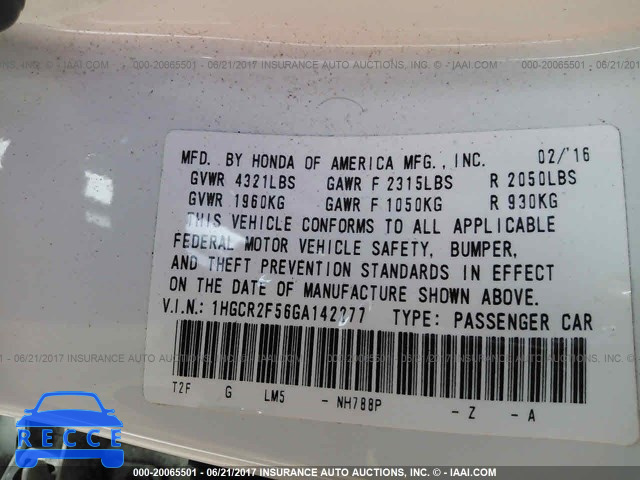 000-20065501 - 06/21/2017 INSURANCE AUTO AUCTIONS, INC. - © IAAI.COM
MFD. BY HONDA OF AMERICA MFG., INC. 02/'16
GVWR 4321LBS GAWR F 2315LBS R 2050LBS
GVWR 1960KG GAWR F 1050KG R 930KG
THIS VEHICLE CONFORMS TO ALL APPLICABLE
FEDERAL MOTOR VEHICLE SAFETY, BUMPER,
AND THEFT PREVENTION STANDARDS IN EFFECT
ON THE DATE OF MANUFACTURE SHOWN ABOVE.
V.I.N.: 1HGCR2F56GA142277 TYPE: PASSENGER CAR
T2F G LM5 - NH788P - Z - A
RECCE
000-20065501 - 06/21/2017 INSURANCE AUTO AUCTIONS, INC. - © IAAI.COM